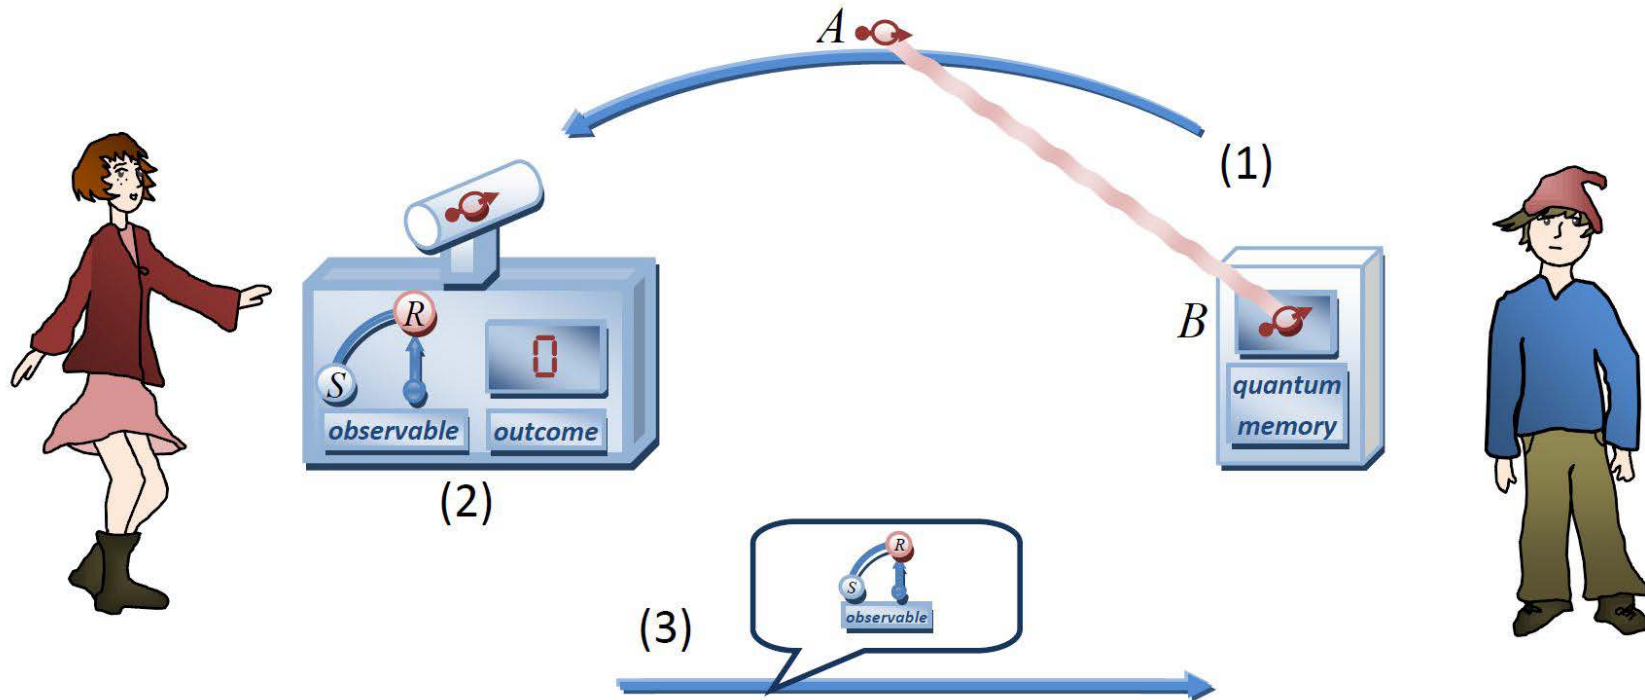 A
(1)
R
S
0
observable
outcome
B
quantum
memory
(2)
R
S
observable
(3)